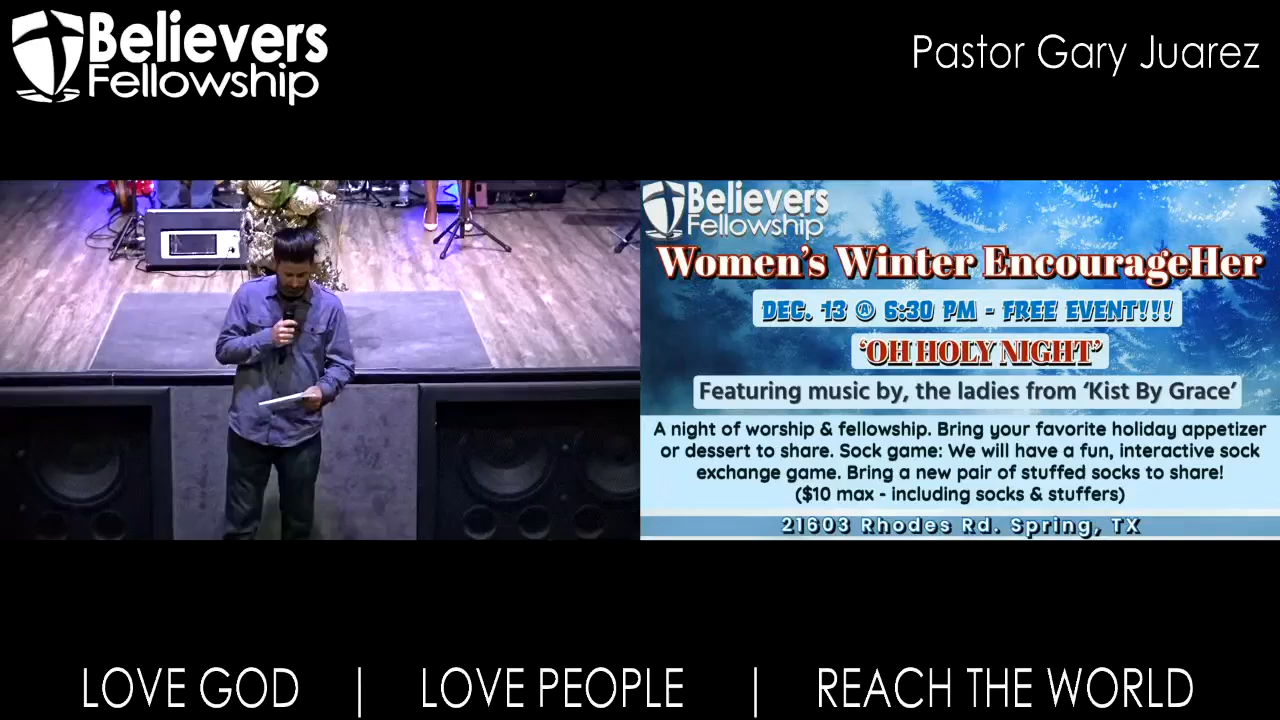 Believers
Fellowship
Pastor Gary Juarez
Believers
Fellowship
Women's Winter EncourageHer
DEC. 13 @ 6:30 PM - FREE EVENT!!!
'OH HOLY NIGHT'
Featuring music by, the ladies from 'Kist By Grace'
A night of worship & fellowship. Bring your favorite holiday appetizer
or dessert to share. Sock game: We will have a fun, interactive sock
exchange game. Bring a new pair of stuffed socks to share!
($10 max - including socks & stuffers)
21603 Rhodes Rd. Spring, TX
LOVE GOD | LOVE PEOPLE | REACH THE WORLD